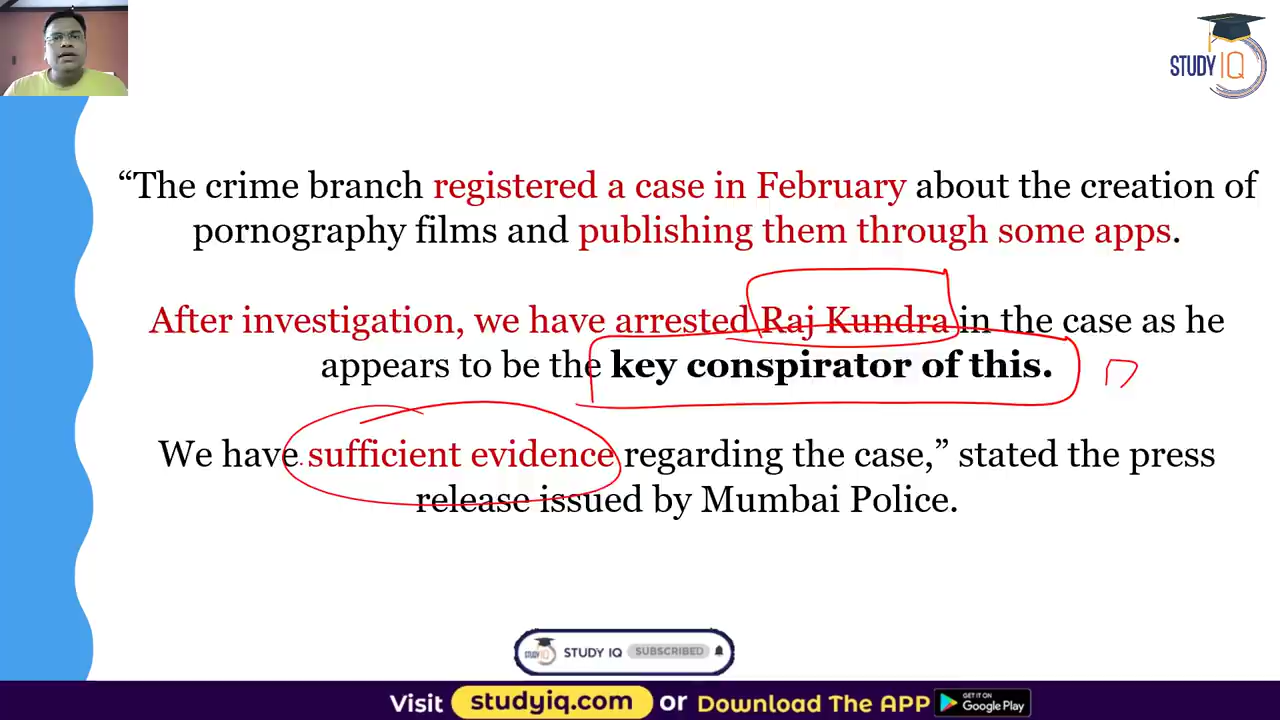 STUDY IQ
“The crime branch registered a case in February about the creation of
pornography films and publishing them through some apps.
After investigation, we have arrested Raj Kundra in the case as he
appears to be the key conspirator of this.
We have sufficient evidence regarding the case,” stated the press
release issued by Mumbai Police.
STUDY IQ STUDY IQ SUBSCRIBED
Visit studyiq.com or Download The APP GET IT ON Google Play